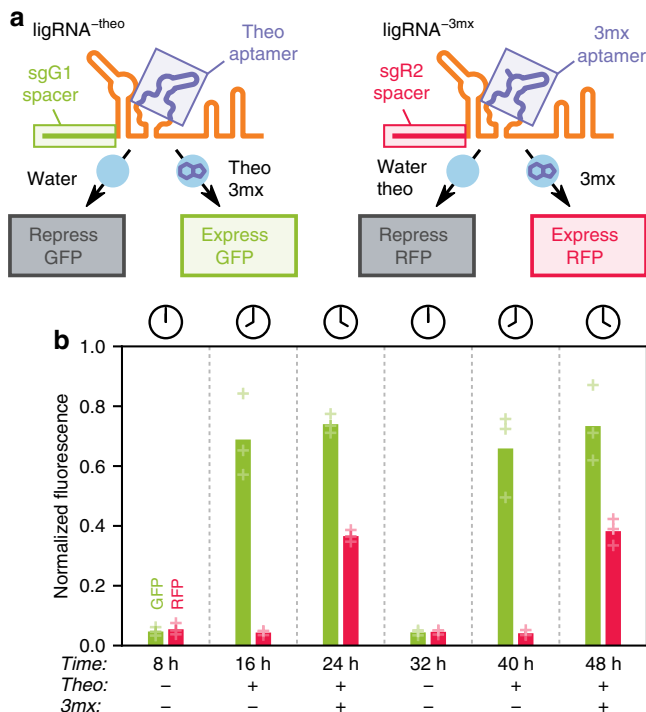 a
ligRNA–theo
Theo
aptamer
sgG1
spacer
Water
Theo
3mx
Repress
GFP
Express
GFP
ligRNA–3mx
3mx
aptamer
sgR2
spacer
Water
theo
3mx
Repress
RFP
Express
RFP
b
Normalized fluorescence
1.0
0.8
0.6
0.4
0.2
0.0
GFP
RFP
Time: 8 h 16 h 24 h 32 h 40 h 48 h
Theo: – + + – + +
3mx: – – + – – +